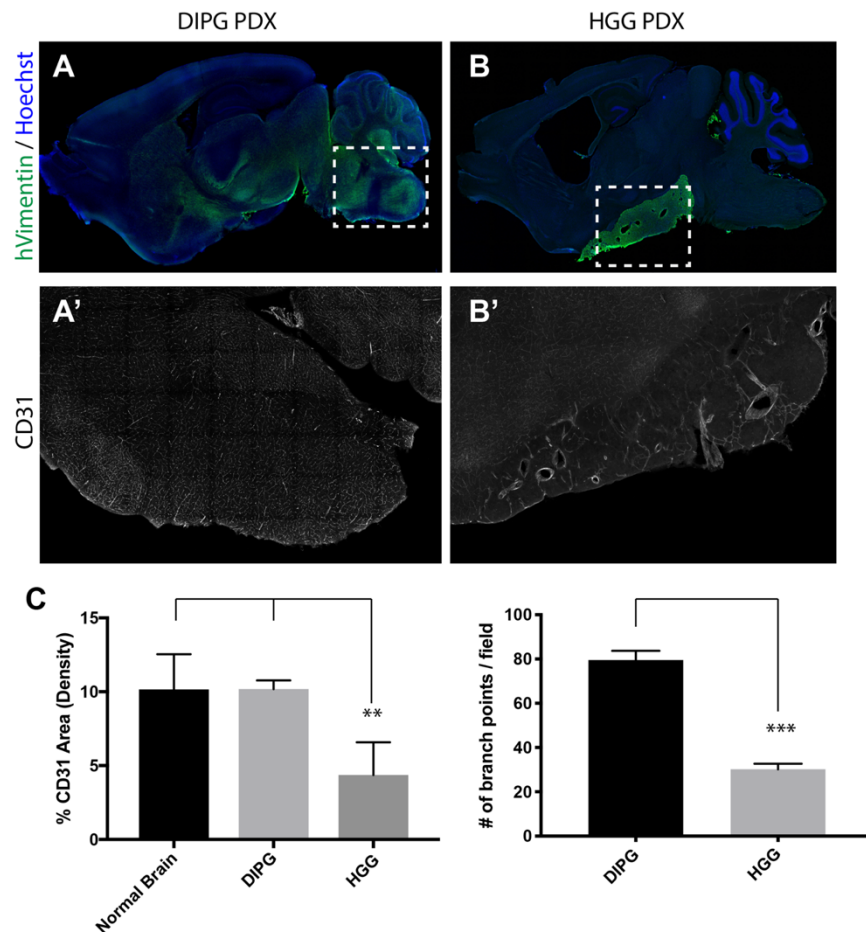 DIPG PDX
HGG PDX
hVimentin / Hoechst
A
B
CD31
A'
B'
C
% CD31 Area (Density)
15
10
5
0
**
Normal Brain
DIPG
HGG
# of branch points / field
100
80
60
40
20
0
***
DIPG
HGG